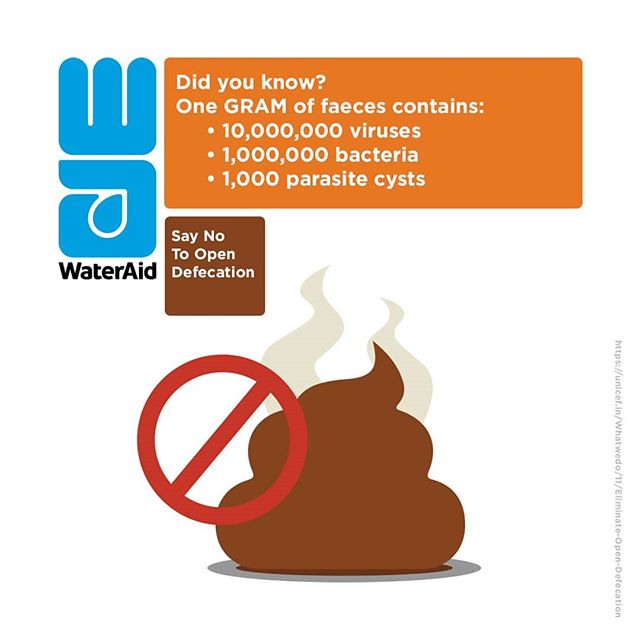 Did you know?
One GRAM of faeces contains:
• 10,000,000 viruses
• 1,000,000 bacteria
• 1,000 parasite cysts
WaterAid
Say No
To Open
Defecation
https://unicef.in/Whatwedo/11/Eliminate-Open-Defecation